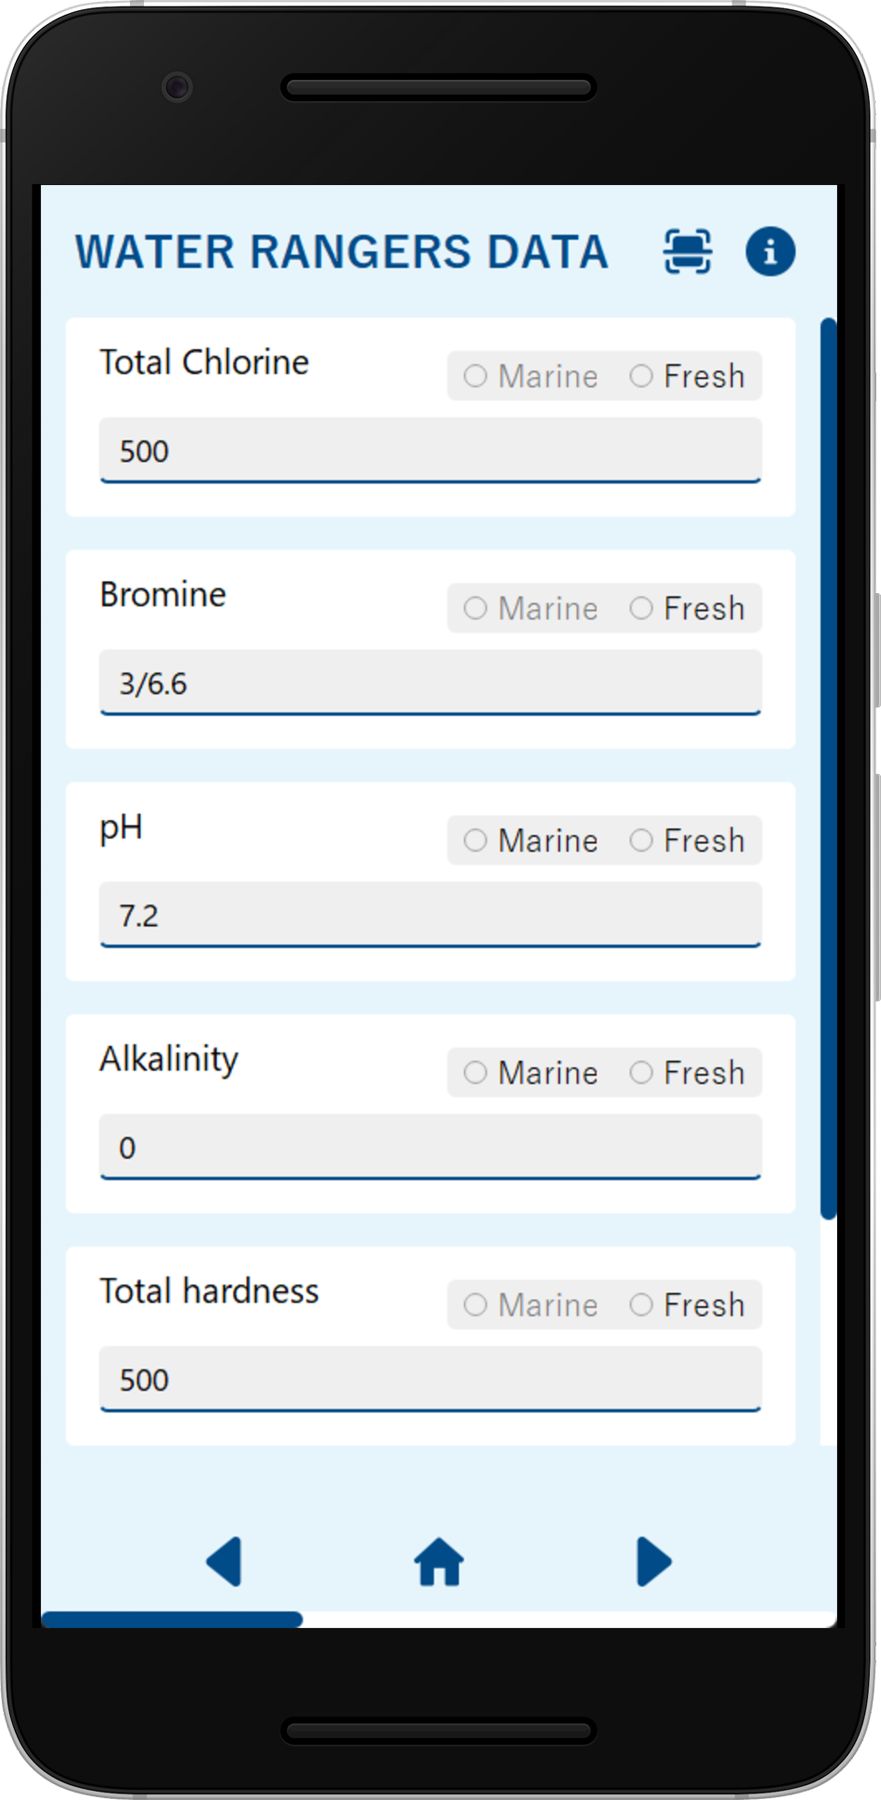 WATER RANGERS DATA
Total Chlorine
Marine Fresh
500
Bromine
Marine Fresh
3/6.6
pH
Marine Fresh
7.2
Alkalinity
Marine Fresh
0
Total hardness
Marine Fresh
500